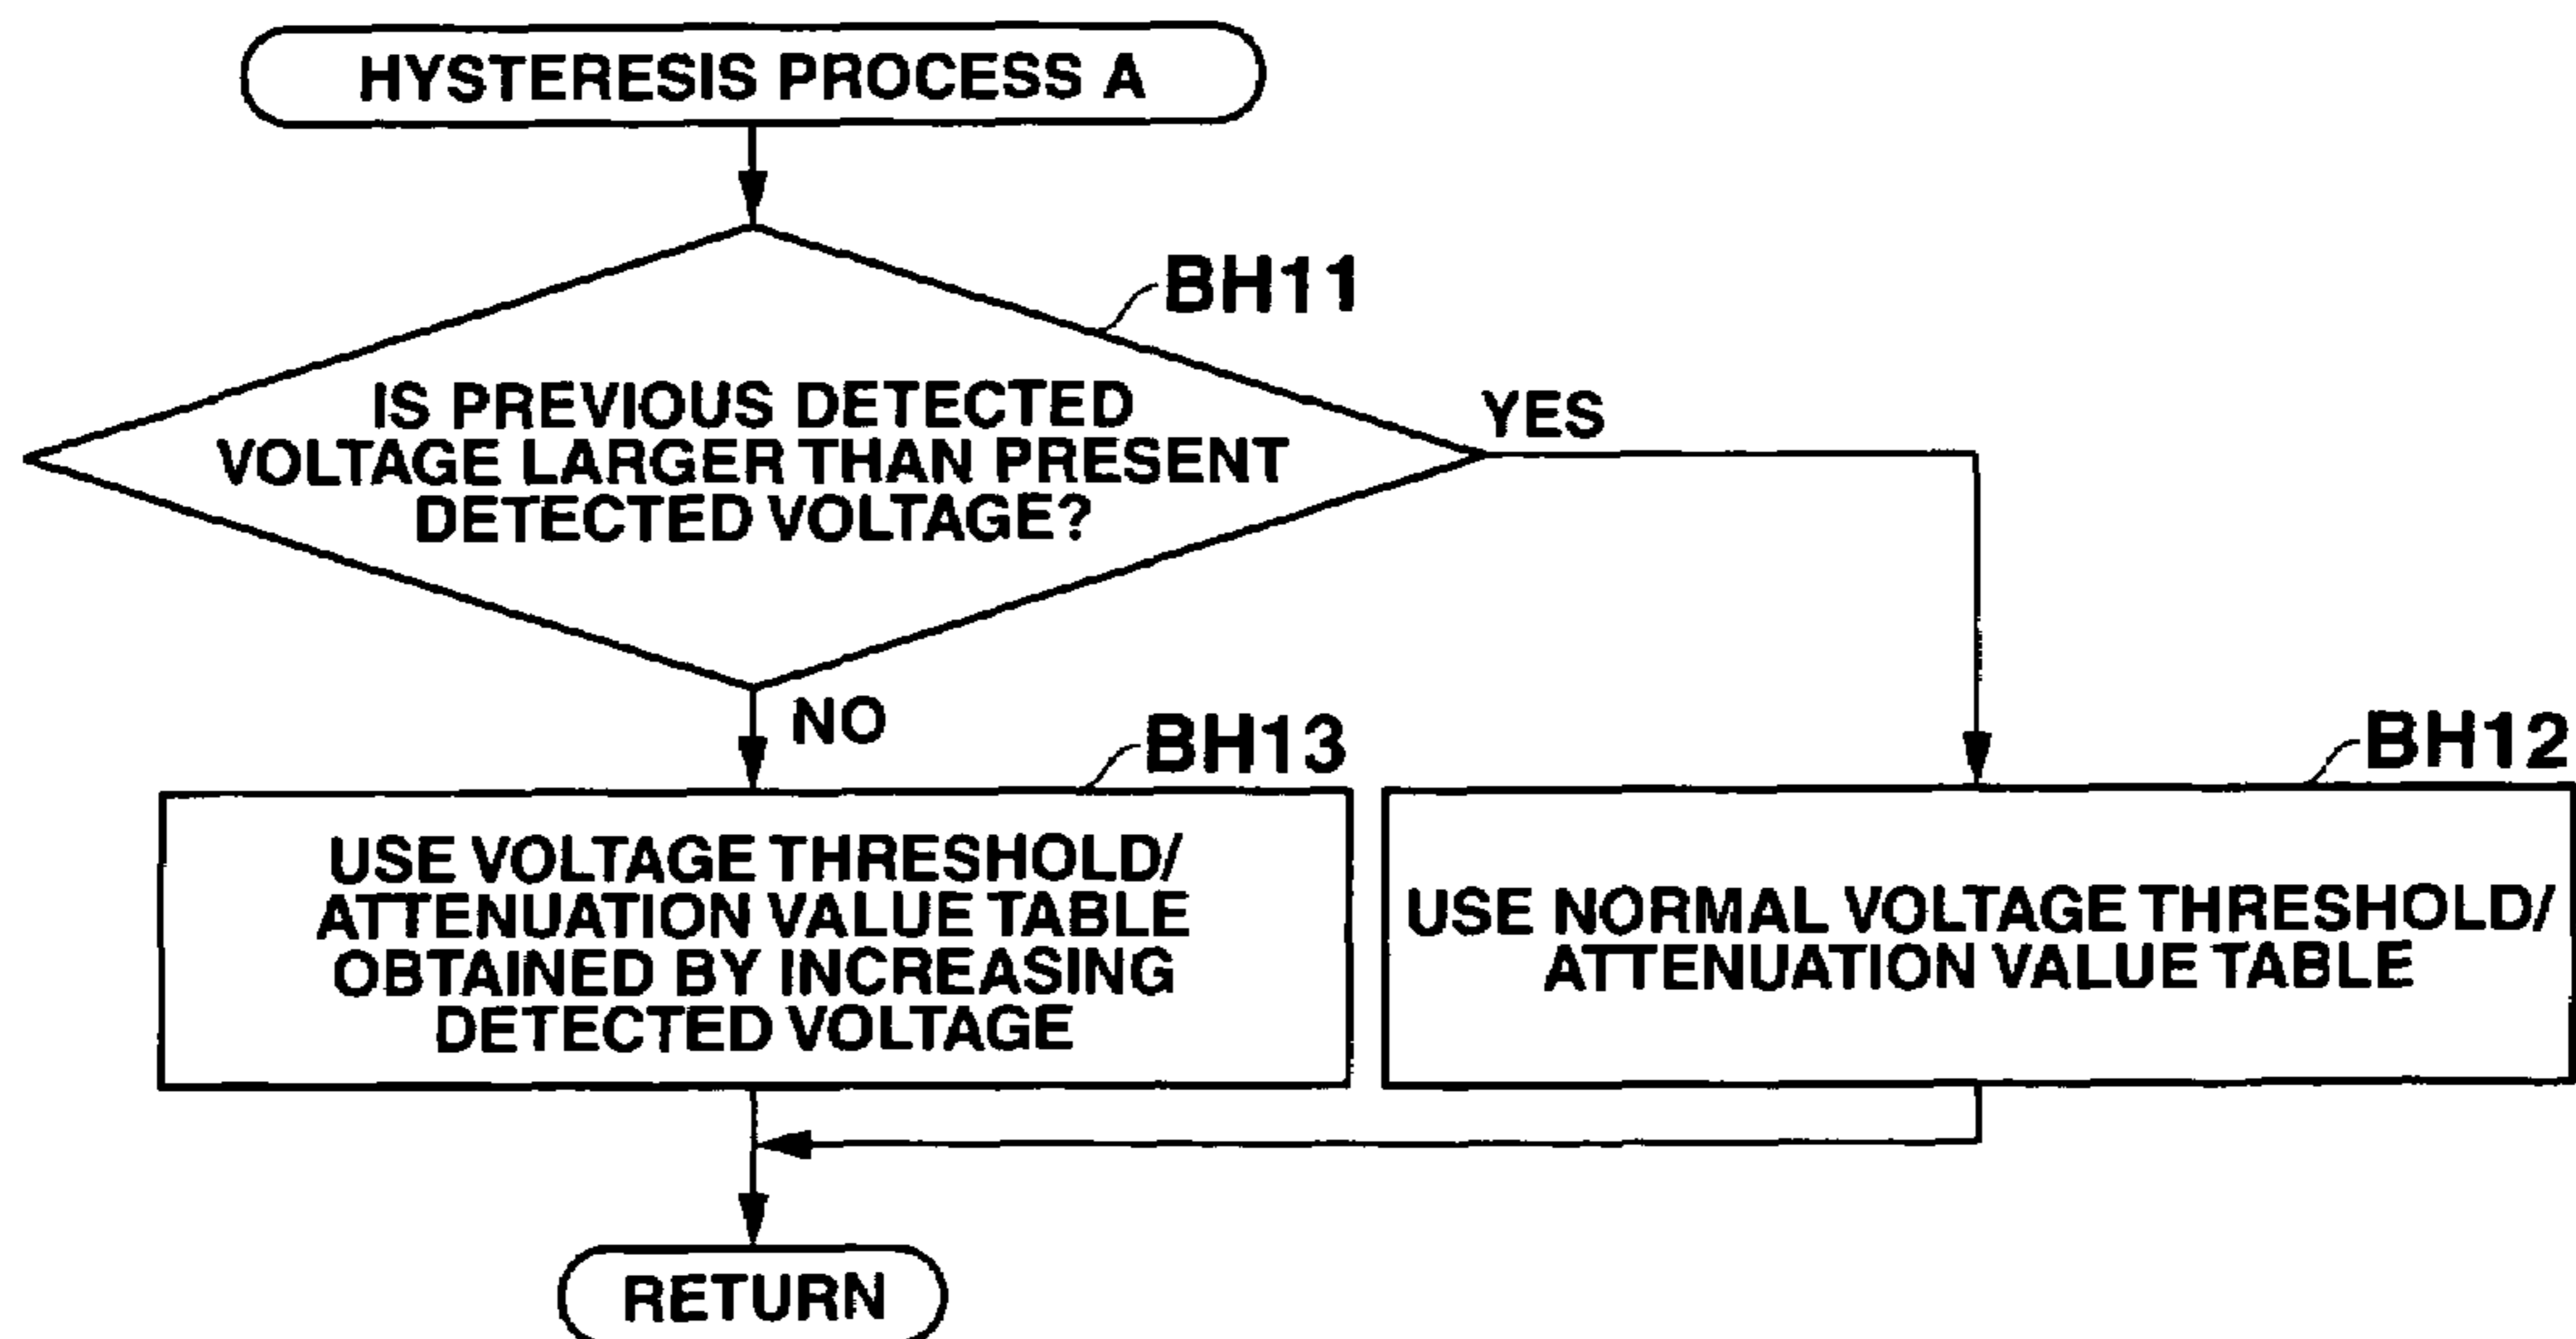 HYSTERESIS PROCESS A
BH11
IS PREVIOUS DETECTED
VOLTAGE LARGER THAN PRESENT
DETECTED VOLTAGE?
YES
NO
BH13
BH12
USE VOLTAGE THRESHOLD/
ATTENUATION VALUE TABLE
OBTAINED BY INCREASING
DETECTED VOLTAGE
USE NORMAL VOLTAGE THRESHOLD/
ATTENUATION VALUE TABLE
RETURN